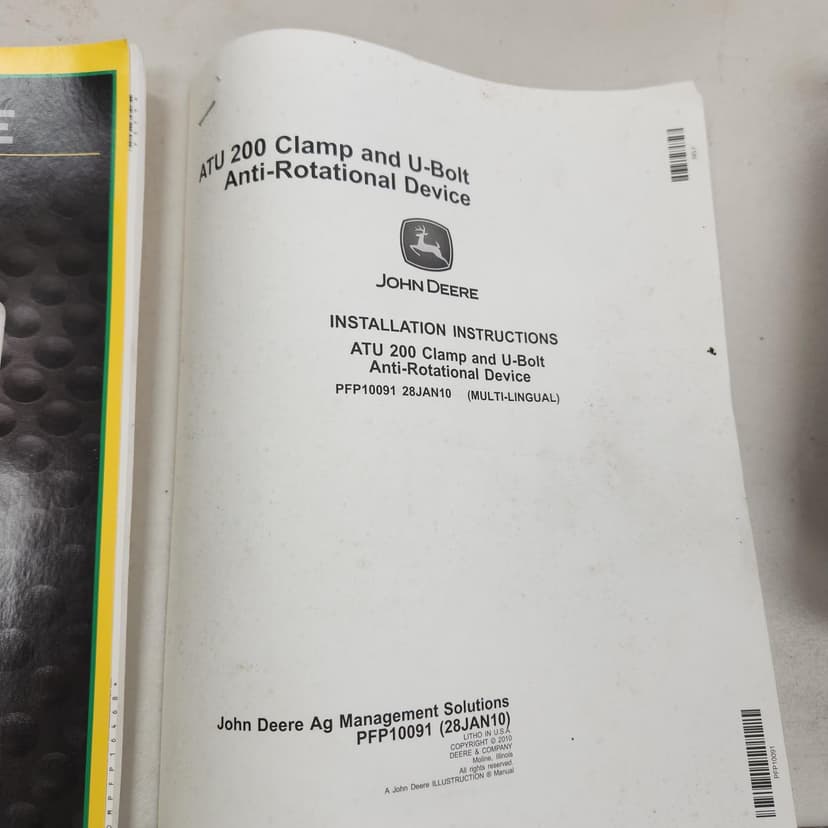 E
ATU 200 Clamp and U-Bolt
Anti-Rotational Device
JOHN DEERE
INSTALLATION INSTRUCTIONS
ATU 200 Clamp and U-Bolt
Anti-Rotational Device
PFP10091 28JAN10 (MULTI-LINGUAL)
John Deere Ag Management Solutions
PFP10091 (28JAN10)
LITHO IN U.S.A.
COPYRIGHT © 2010
DEERE & COMPANY
Moline, Illinois
All rights reserved.
A John Deere ILLUSTRATION ® Manual
PFP10091